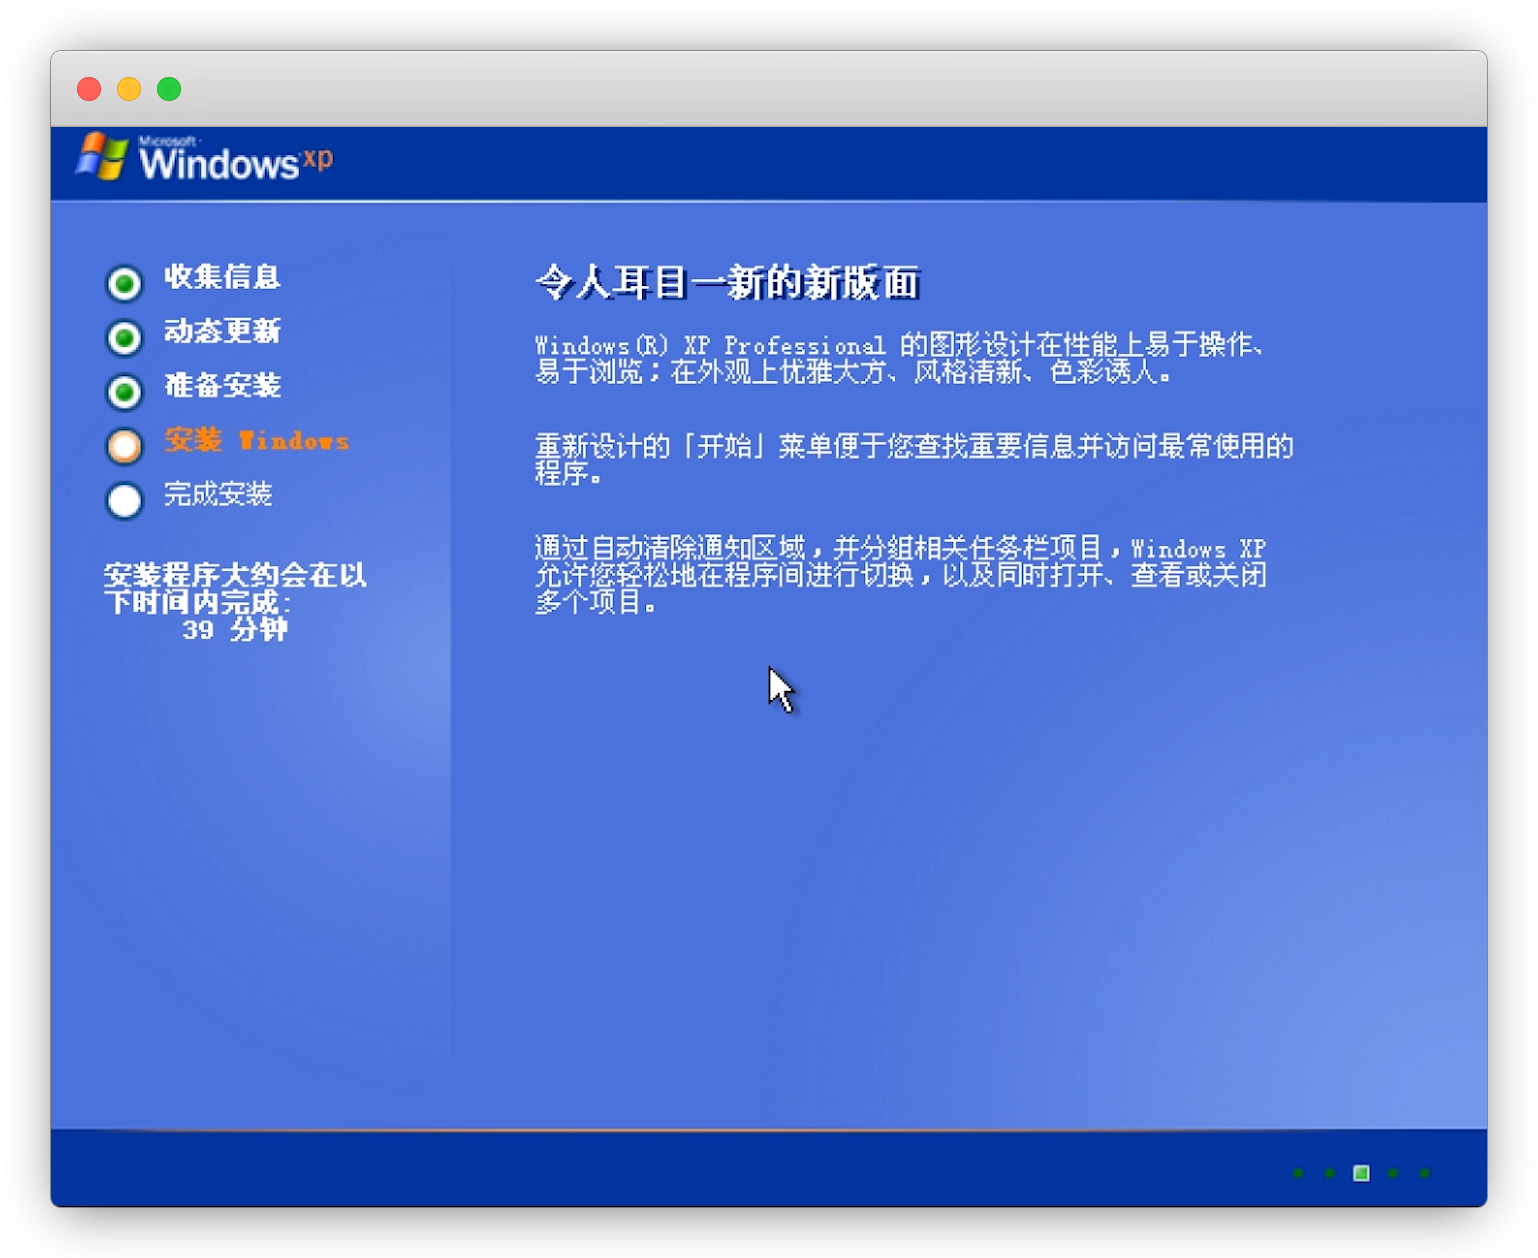 Microsoft
Windows xp
收集信息
动态更新
准备安装
安装 Windows
完成安装
安装程序大约会在以
下时间内完成:
39 分钟
令人耳目一新的新版面
Windows(R) XP Professional 的图形设计在性能上易于操作、
易于浏览；在外观上优雅大方、风格洁新、色彩诱人。
重新设计的「开始」菜单便于您查找重要信息并访问最常使用的
程序。
通过自动清除通知区域，并分组相关任务栏项目，Windows XP
允许您轻松地在程序间进行切换，以及同时打开、查看或关闭
多个项目。